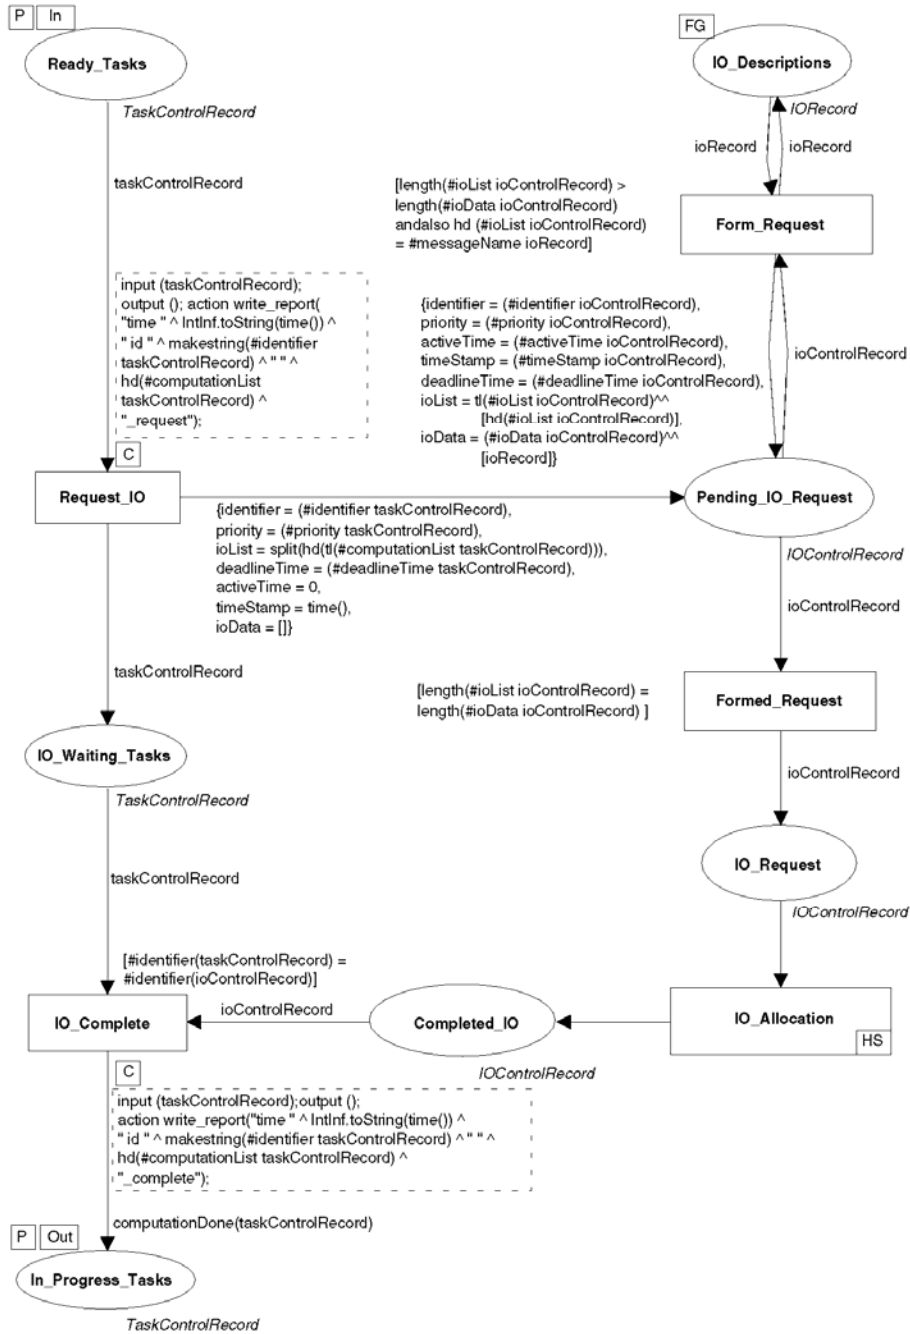 P In
Ready_Tasks
TaskControlRecord
taskControlRecord
FG
IO_Descriptions
IORecord
ioRecord ioRecord
[length(#ioList ioControlRecord) >
length(#ioData ioControlRecord)
andalso hd (#ioList ioControlRecord)
= #messageName ioRecord]
Form_Request
input (taskControlRecord);
output (); action write_report(
"time " ^ IntInf.toString(time()) ^
" id " ^ makestring(#identifier
taskControlRecord) ^ " " ^
hd(#computationList
taskControlRecord) ^
"_request");
C
{identifier = (#identifier ioControlRecord),
priority = (#priority ioControlRecord),
activeTime = (#activeTime ioControlRecord),
timeStamp = (#timeStamp ioControlRecord),
deadlineTime = (#deadlineTime ioControlRecord),
ioList = tl(#ioList ioControlRecord)^^
[hd(#ioList ioControlRecord)],
ioData = (#ioData ioControlRecord)^^
[ioRecord]}
ioControlRecord
Request_IO
Pending_IO_Request
{identifier = (#identifier taskControlRecord),
priority = (#priority taskControlRecord),
ioList = split(hd(tl(#computationList taskControlRecord))),
deadlineTime = (#deadlineTime taskControlRecord),
activeTime = 0,
timeStamp = time(),
ioData = []}
IOControlRecord
ioControlRecord
taskControlRecord
[length(#ioList ioControlRecord) =
length(#ioData ioControlRecord) ]
Formed_Request
IO_Waiting_Tasks
TaskControlRecord
ioControlRecord
IO_Request
IOControlRecord
taskControlRecord
[#identifier(taskControlRecord) =
#identifier(ioControlRecord)]
IO_Complete
ioControlRecord
Completed_IO
IOControlRecord
IO_Allocation
HS
C
input (taskControlRecord);output ();
action write_report("time " ^ IntInf.toString(time()) ^
" id " ^ makestring(#identifier taskControlRecord) ^ " " ^
hd(#computationList taskControlRecord) ^
"_complete");
computationDone(taskControlRecord)
P Out
In_Progress_Tasks
TaskControlRecord